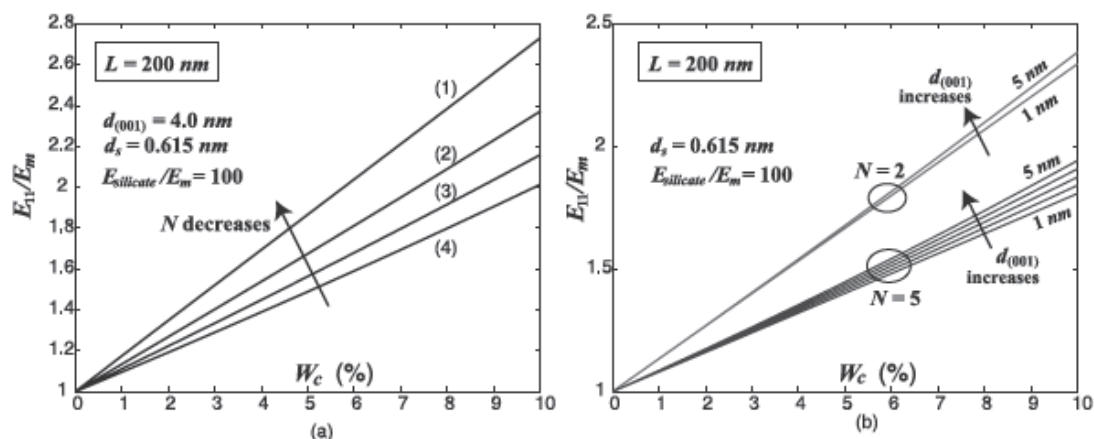 2.8
2.6
2.4
2.2
2
1.8
1.6
1.4
1.2
1
E11/Em
L = 200 nm
d(001) = 4.0 nm
ds = 0.615 nm
Esilicate/Em = 100
N decreases
(1)
(2)
(3)
(4)
Wc (%)
0 1 2 3 4 5 6 7 8 9 10
(a)
2.5
2
1.5
1
E11/Em
L = 200 nm
ds = 0.615 nm
Esilicate/Em = 100
d(001)
increases
5 nm
1 nm
N = 2
5 nm
1 nm
d(001)
increases
N = 5
Wc (%)
0 1 2 3 4 5 6 7 8 9 10
(b)